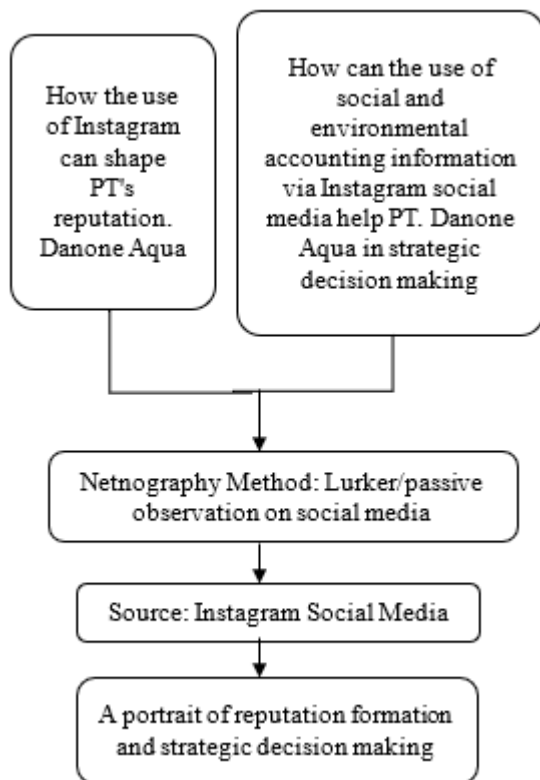 How the use
of Instagram
can shape
PT's
reputation.
Danone Aqua
How can the use of
social and
environmental
accounting information
via Instagram social
media help PT. Danone
Aqua in strategic
decision making
Netnography Method: Lurker/passive
observation on social media
Source: Instagram Social Media
A portrait of reputation formation
and strategic decision making